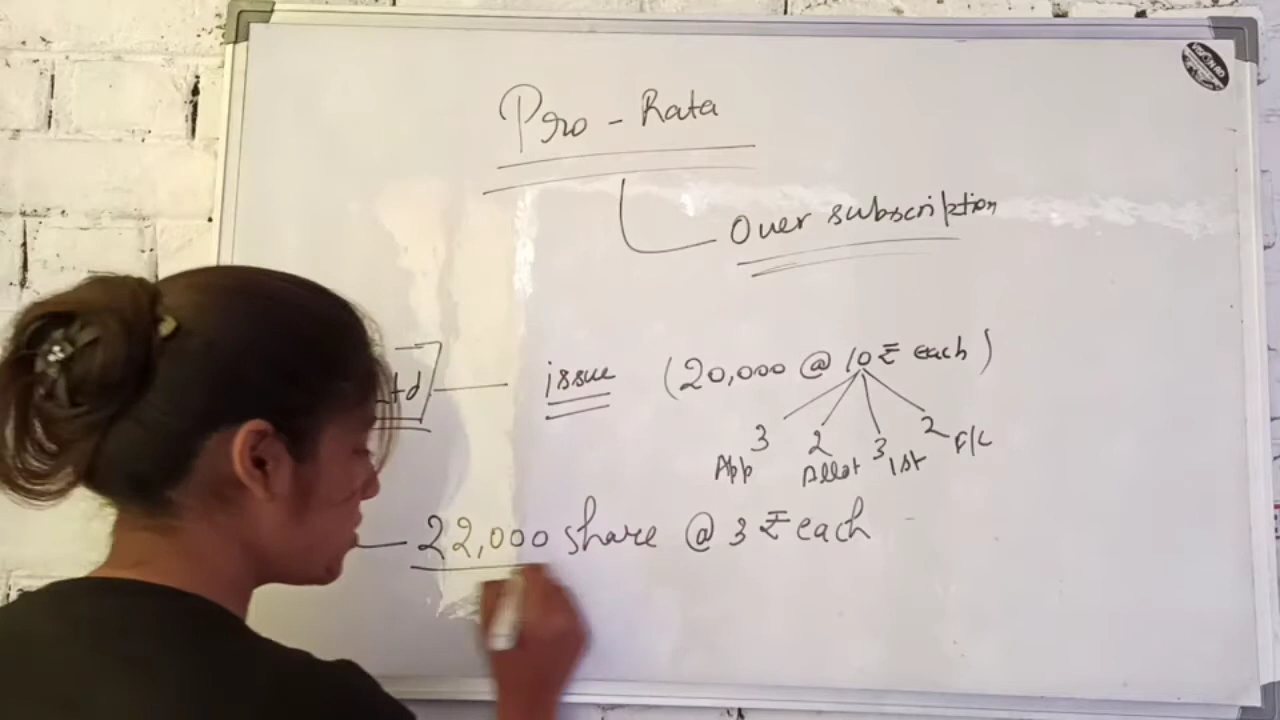 Pro - Rata
Over subscription
Ltd issue (20,000 @ 10₹ each)
3 2 3 2
App Allot 1st F/C
22,000 share @ 3 ₹ each